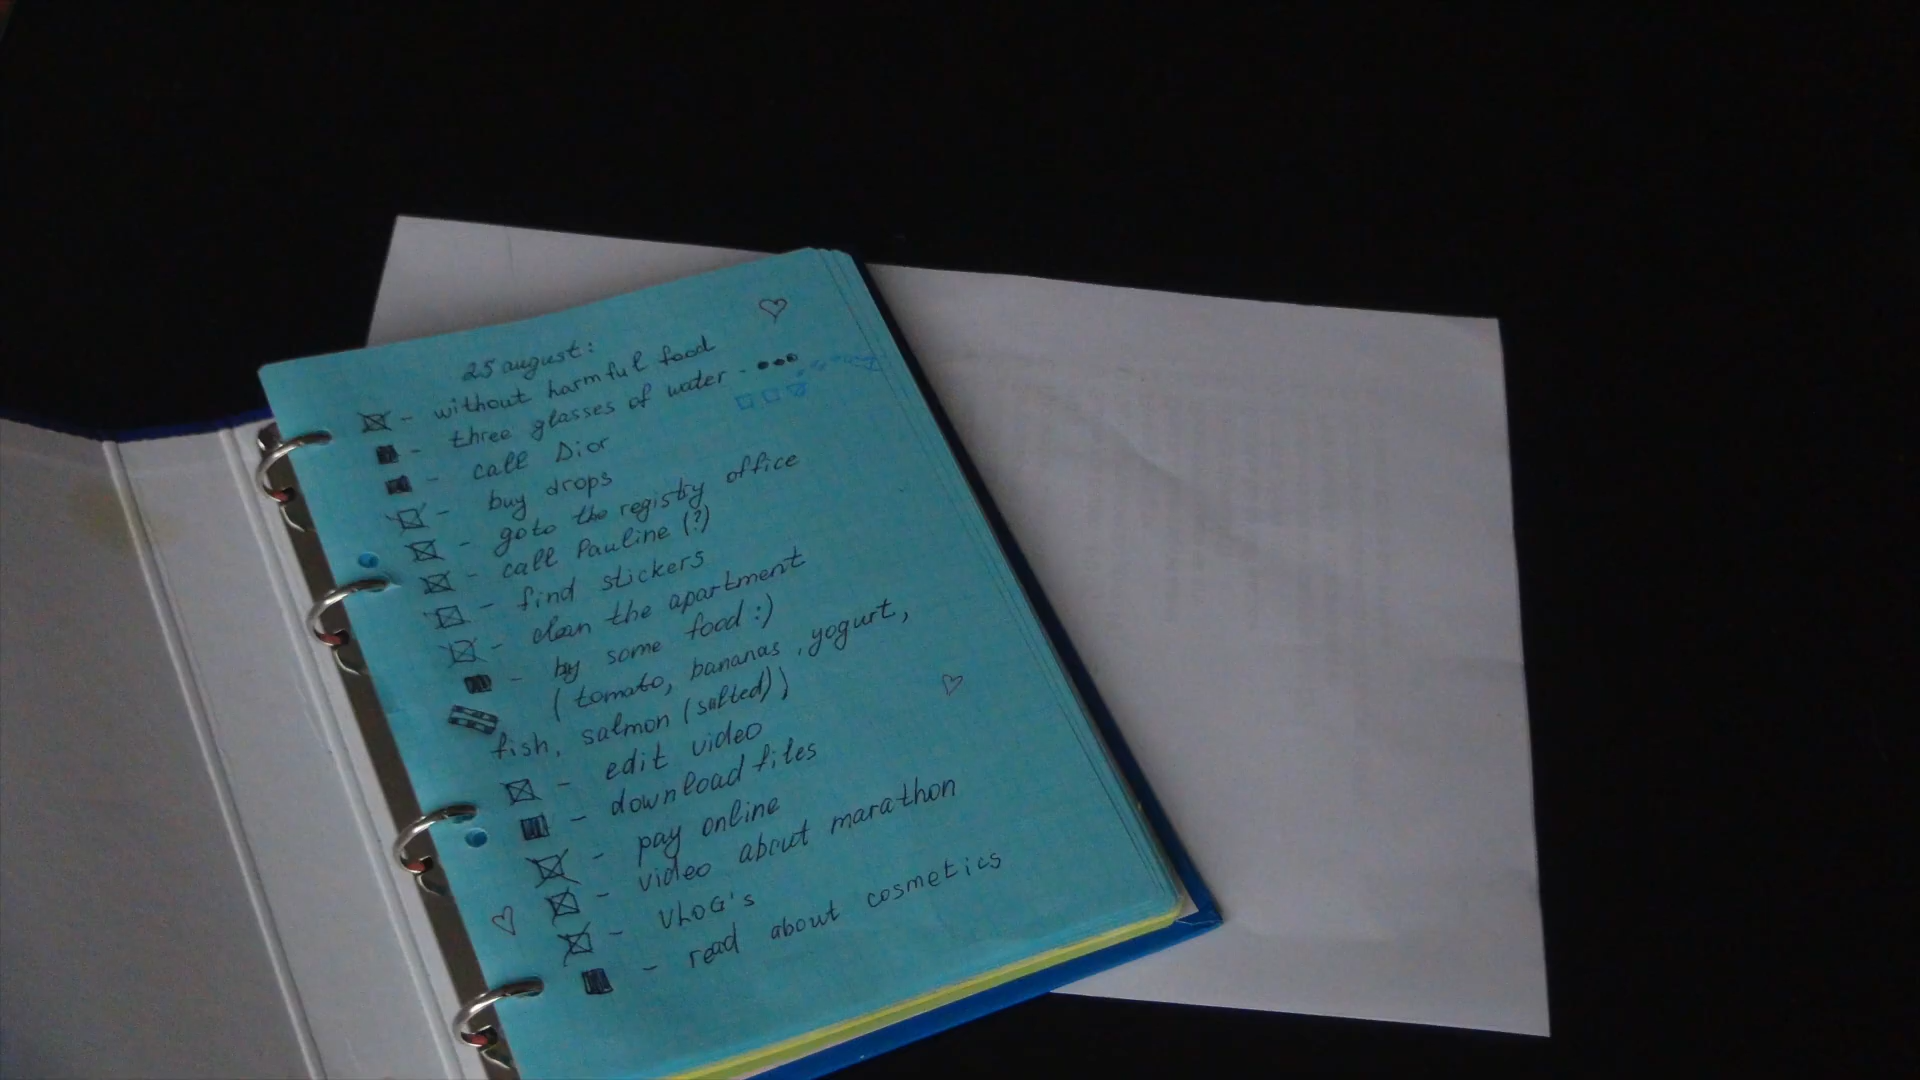 25 august:
- without harmful food
- three glasses of water -
- call Dior
- buy drops
- go to the registry office
- call Pauline (?)
- find stickers
- clean the apartment
- by some food :)
(tomato, bananas, yogurt,
fish, salmon (salted))
- edit video
- download files
- pay online
- video about marathon
- VLOG's
- read about cosmetics